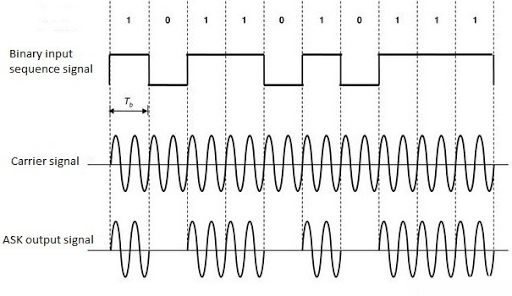 1 0 1 1 0 1 0 1 1 1
Binary input
sequence signal
Tb
Carrier signal
ASK output signal